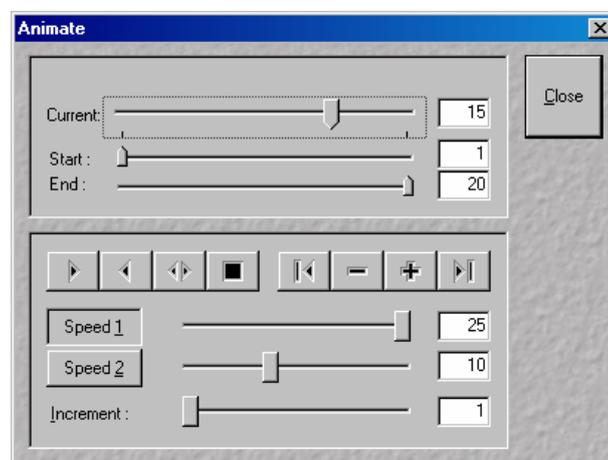 Animate
Close
Current: 15
Start : 1
End : 20
Speed 1 25
Speed 2 10
Increment : 1